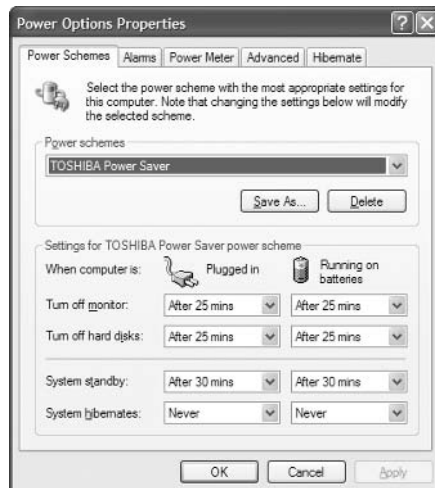 Power Options Properties
Power Schemes Alarms Power Meter Advanced Hibernate
Select the power scheme with the most appropriate settings for
this computer. Note that changing the settings below will modify
the selected scheme.
Power schemes
TOSHIBA Power Saver
Save As... Delete
Settings for TOSHIBA Power Saver power scheme
When computer is: Plugged in Running on
batteries
Turn off monitor: After 25 mins After 25 mins
Turn off hard disks: After 25 mins After 25 mins
System standby: After 30 mins After 30 mins
System hibernates: Never Never
OK Cancel Apply